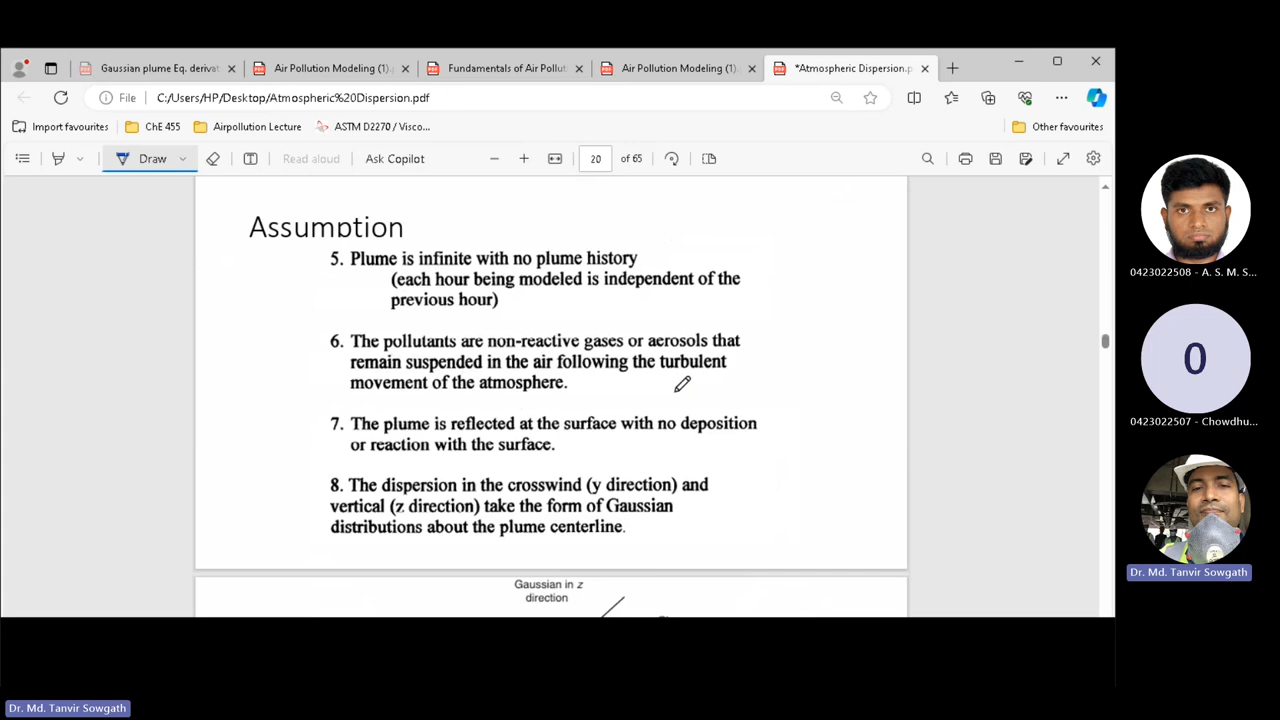 Gaussian plume Eq. derivat
Air Pollution Modeling (1).p
Fundamentals of Air Polluti
Air Pollution Modeling (1).
*Atmospheric Dispersion.p
File
C:/Users/HP/Desktop/Atmospheric%20Dispersion.pdf
Import favourites
ChE 455
Airpollution Lecture
ASTM D2270 / Visco...
Other favourites
Draw
Read aloud
Ask Copilot
20 of 65
Assumption
5. Plume is infinite with no plume history
(each hour being modeled is independent of the
previous hour)
6. The pollutants are non-reactive gases or aerosols that
remain suspended in the air following the turbulent
movement of the atmosphere.
7. The plume is reflected at the surface with no deposition
or reaction with the surface.
8. The dispersion in the crosswind (y direction) and
vertical (z direction) take the form of Gaussian
distributions about the plume centerline.
Gaussian in z
direction
0423022508 - A. S. M. S...
0
0423022507 - Chowdhu...
Dr. Md. Tanvir Sowgath
Dr. Md. Tanvir Sowgath